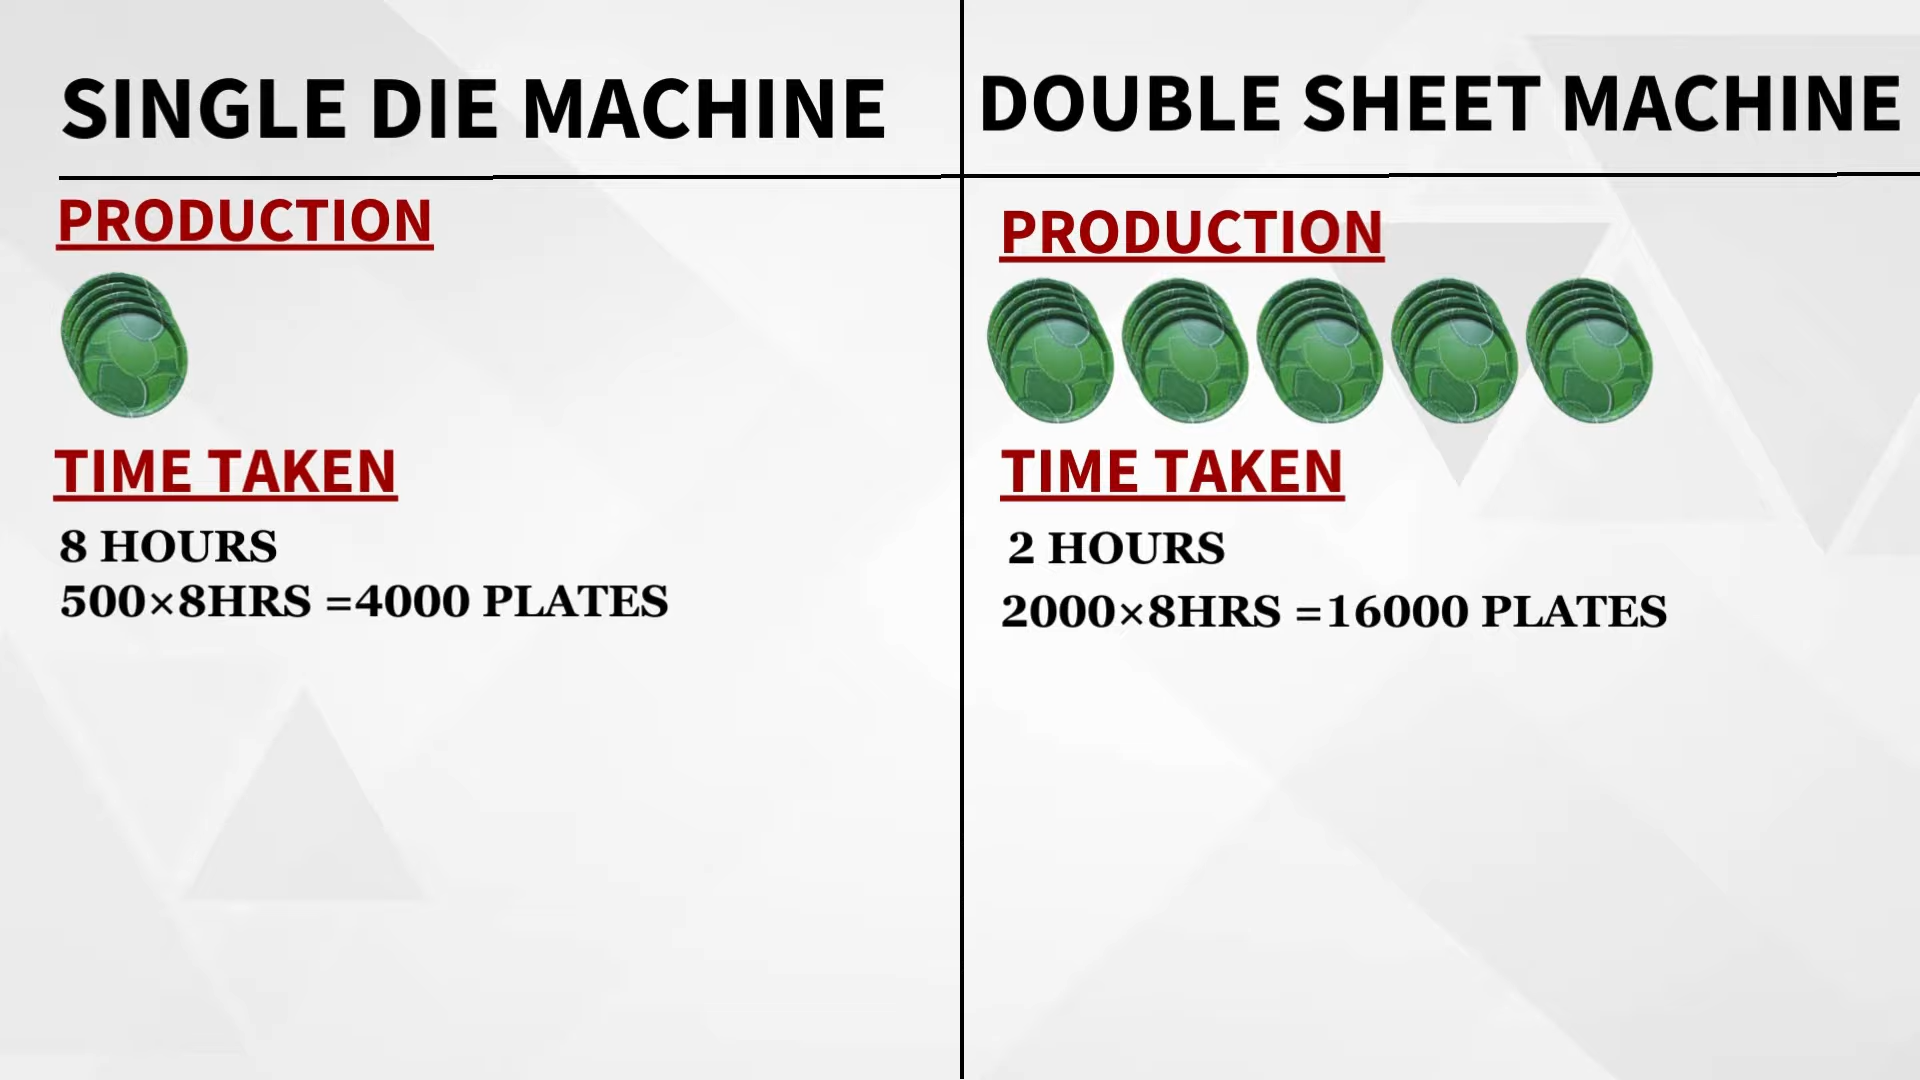 SINGLE DIE MACHINE
PRODUCTION
TIME TAKEN
8 HOURS
500×8HRS =4000 PLATES
DOUBLE SHEET MACHINE
PRODUCTION
TIME TAKEN
2 HOURS
2000×8HRS =16000 PLATES